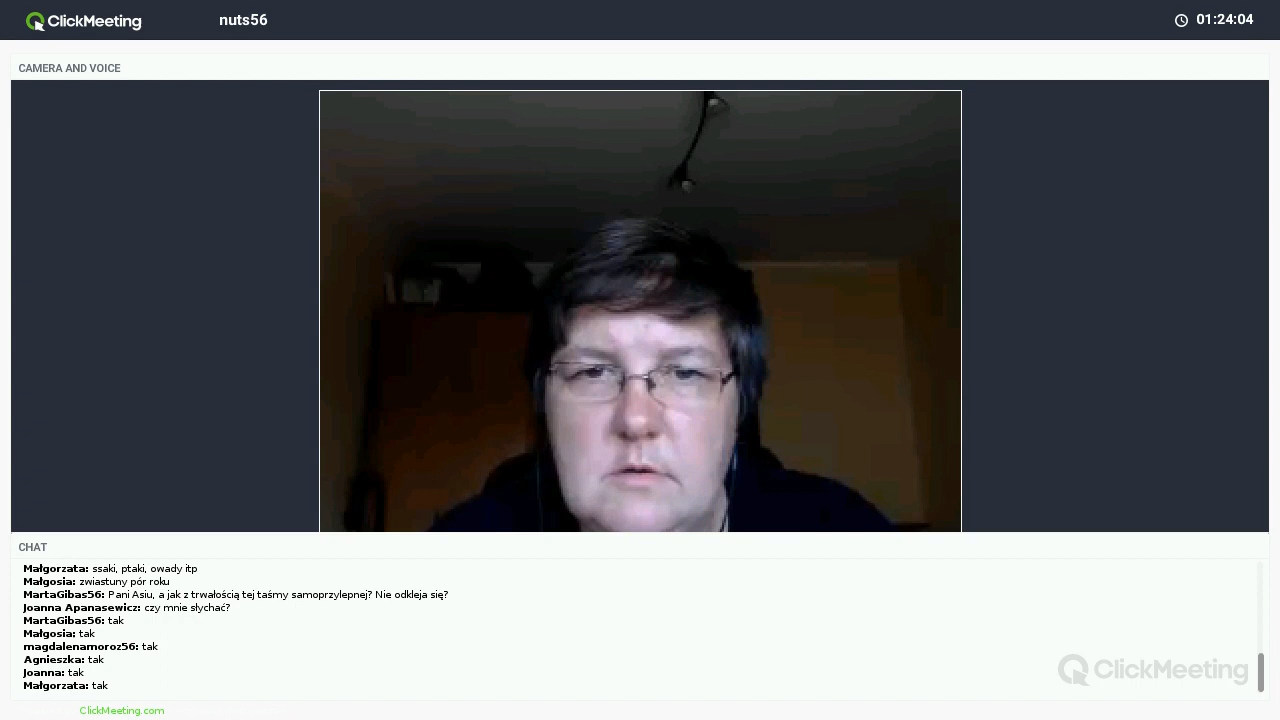 ClickMeeting
nuts56
01:24:04
CAMERA AND VOICE
CHAT
Małgorzata: ssaki, ptaki, owady itp
Małgosia: zwiastuny pór roku
MartaGibas56: Pani Asiu, a jak z trwałością tej taśmy samoprzylepnej? Nie odkleja się?
Joanna Apanasewicz: czy mnie słychać?
MartaGibas56: tak
Małgosia: tak
magdalenamoroz56: tak
Agnieszka: tak
Joanna: tak
Małgorzata: tak
ClickMeeting
ClickMeeting.com